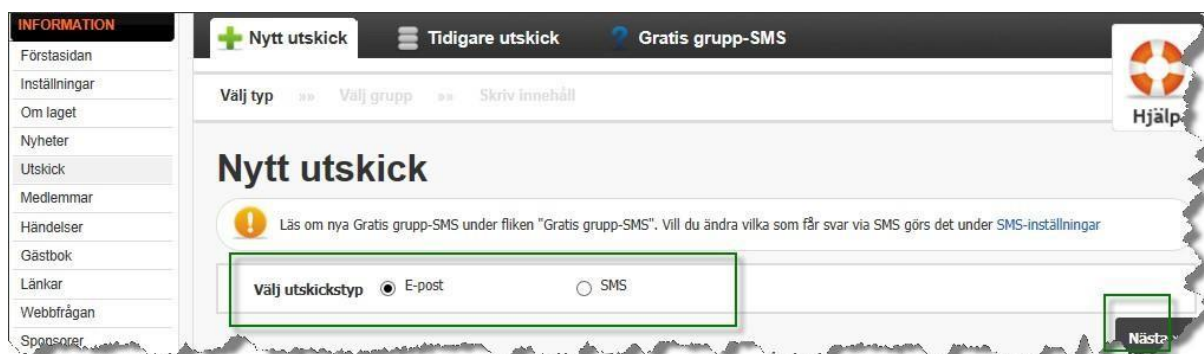 INFORMATION
Förstasidan
Inställningar
Om laget
Nyheter
Utskick
Medlemmar
Händelser
Gästbok
Länkar
Webbfrågan
Sponsorer
Nytt utskick Tidigare utskick ? Gratis grupp-SMS
Välj typ »» Välj grupp »» Skriv innehåll
Hjälp
Nytt utskick
! Läs om nya Gratis grupp-SMS under fliken "Gratis grupp-SMS". Vill du ändra vilka som får svar via SMS görs det under SMS-inställningar
Välj utskickstyp E-post SMS
Nästa